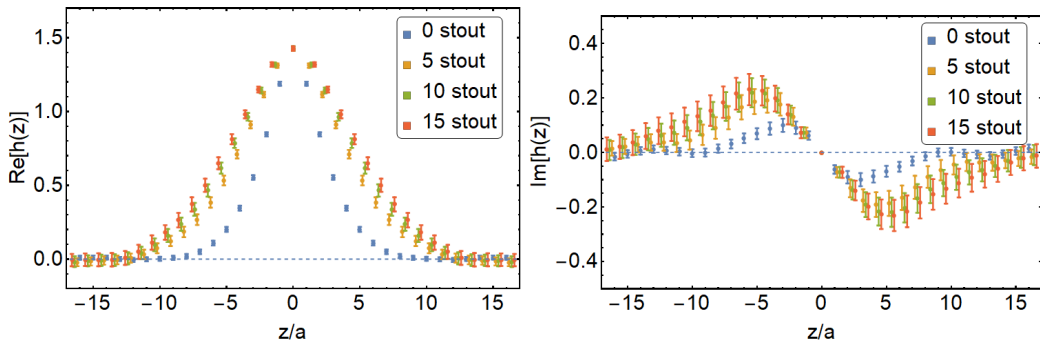 Re[h(z)]
1.5
1.0
0.5
0.0
−15 −10 −5 0 5 10 15
z/a
0 stout
5 stout
10 stout
15 stout
Im[h(z)]
0.4
0.2
0.0
−0.2
−0.4
−15 −10 −5 0 5 10 15
z/a
0 stout
5 stout
10 stout
15 stout